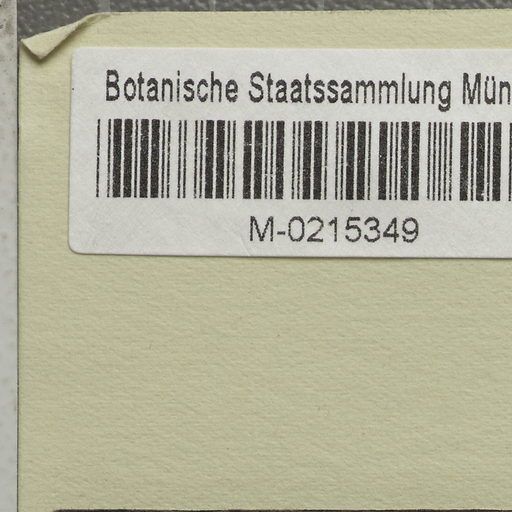 Botanische Staatssammlung Mün
M-0215349